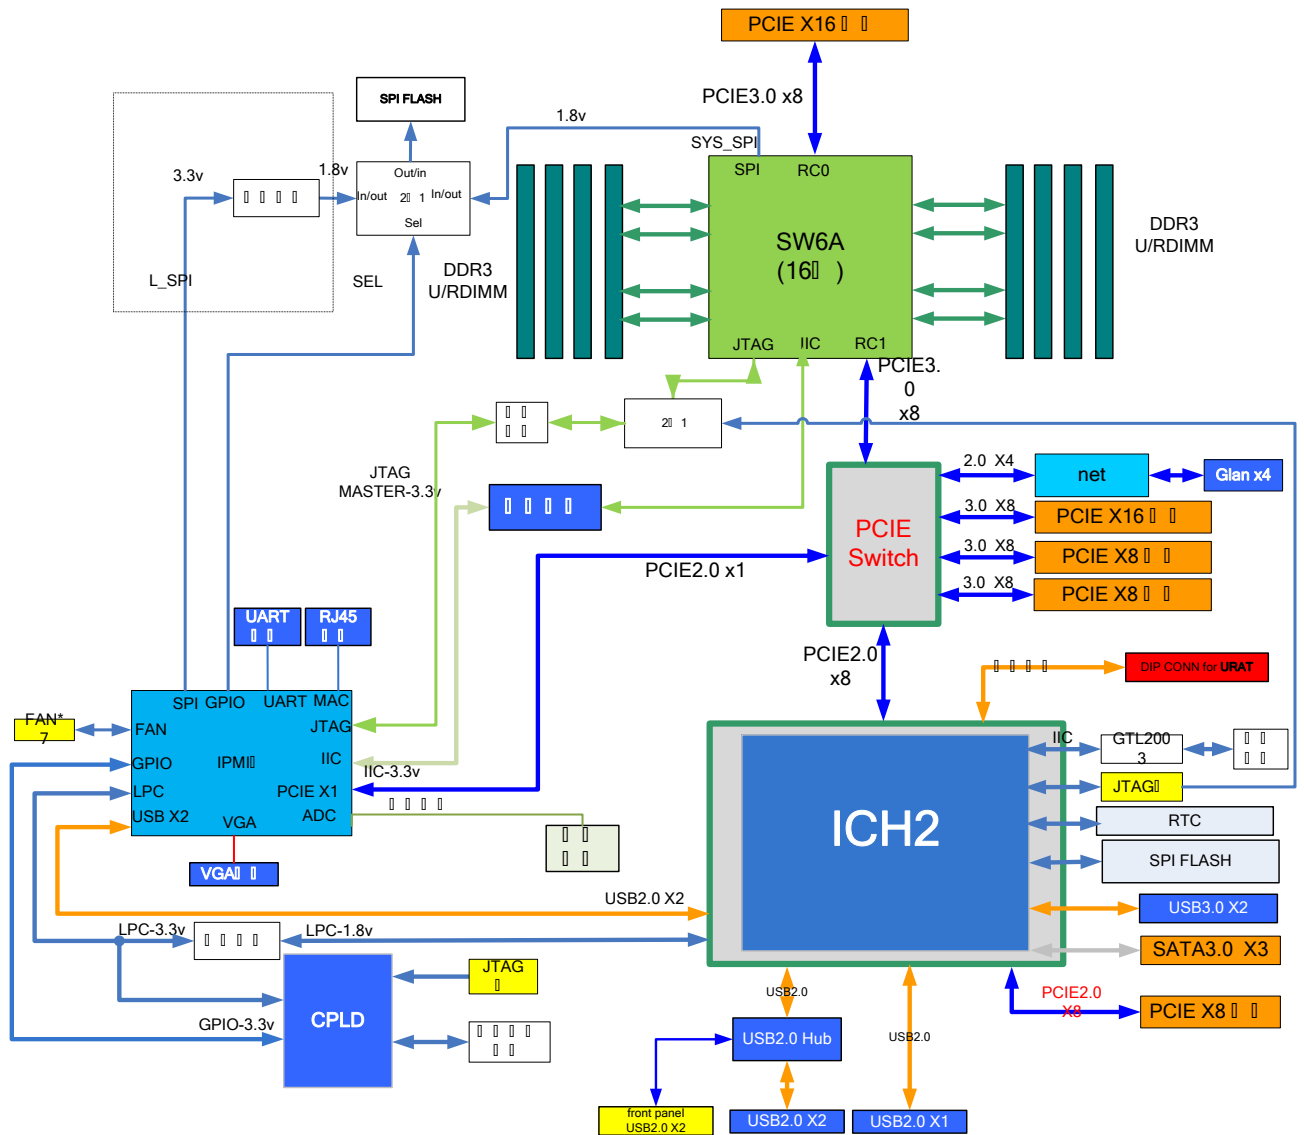 PCIE X16
PCIE3.0 x8
SPI FLASH
1.8v
SYS_SPI
SPI
RC0
3.3v
1.8v
Out/in
In/out
In/out
Sel
SW6A
L_SPI
SEL
DDR3
U/RDIMM
DDR3
U/RDIMM
JTAG
IIC
RC1
PCIE3.
0
x8
JTAG
MASTER-3.3v
PCIE
Switch
2.0 X4
net
Glan x4
3.0 X8
PCIE X16
3.0 X8
PCIE X8
3.0 X8
PCIE X8
PCIE2.0 x1
UART
RJ45
PCIE2.0
x8
DIP CONN for URAT
SPI
GPIO
UART
MAC
JTAG
FAN*
7
FAN
GPIO
IPMI
IIC
IIC-3.3v
LPC
PCIE X1
USB X2
VGA
ADC
VGA
ICH2
IIC
GTL200
3
JTAG
RTC
SPI FLASH
USB3.0 X2
SATA3.0 X3
PCIE2.0
X8
PCIE X8
USB2.0 X2
LPC-3.3v
LPC-1.8v
JTAG
CPLD
GPIO-3.3v
USB2.0
USB2.0 Hub
USB2.0
front panel
USB2.0 X2
USB2.0 X2
USB2.0 X1